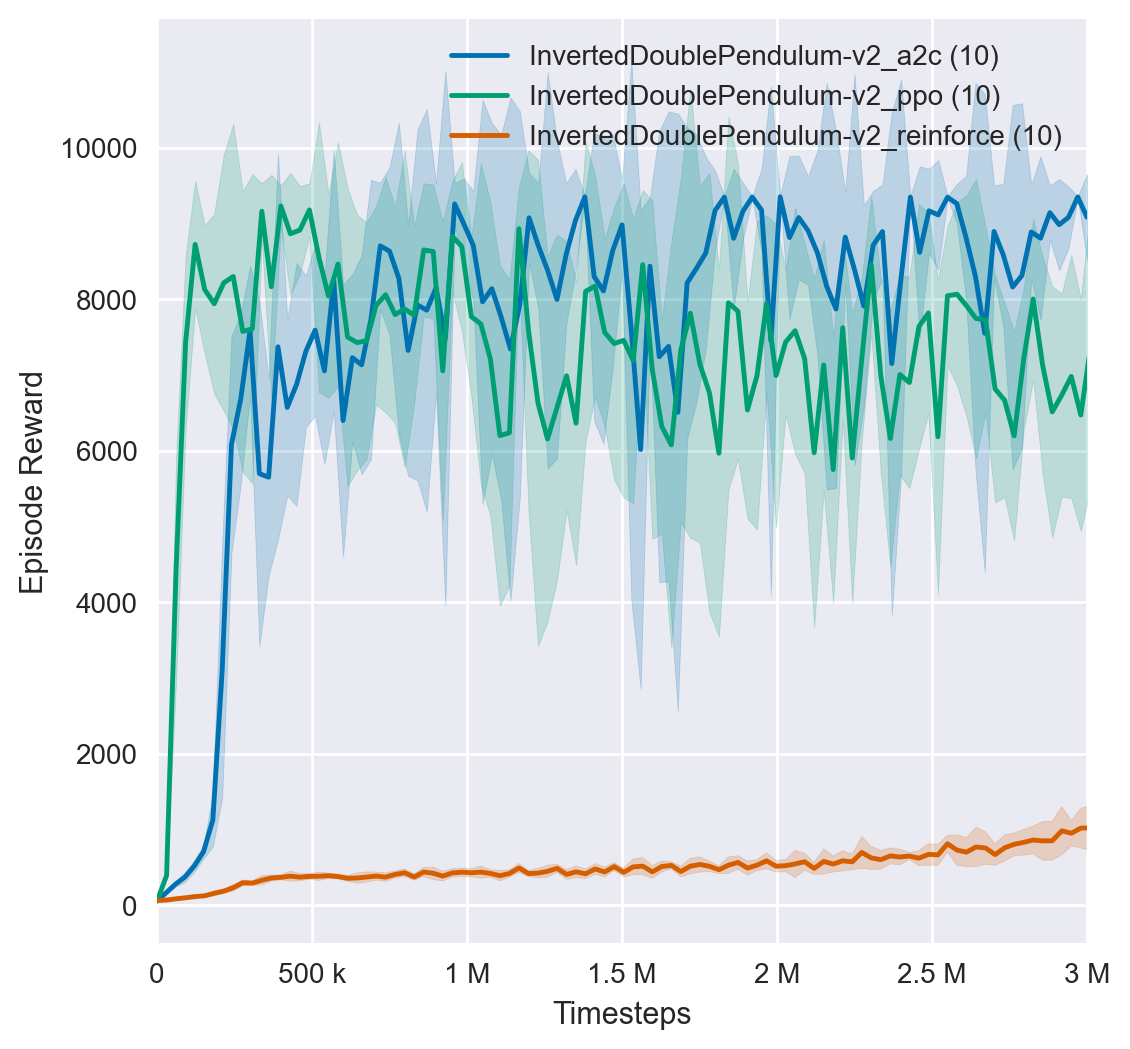 InvertedDoublePendulum-v2_a2c (10)
InvertedDoublePendulum-v2_ppo (10)
InvertedDoublePendulum-v2_reinforce (10)
10000
8000
6000
4000
2000
0
Episode Reward
0 500 k 1 M 1.5 M 2 M 2.5 M 3 M
Timesteps